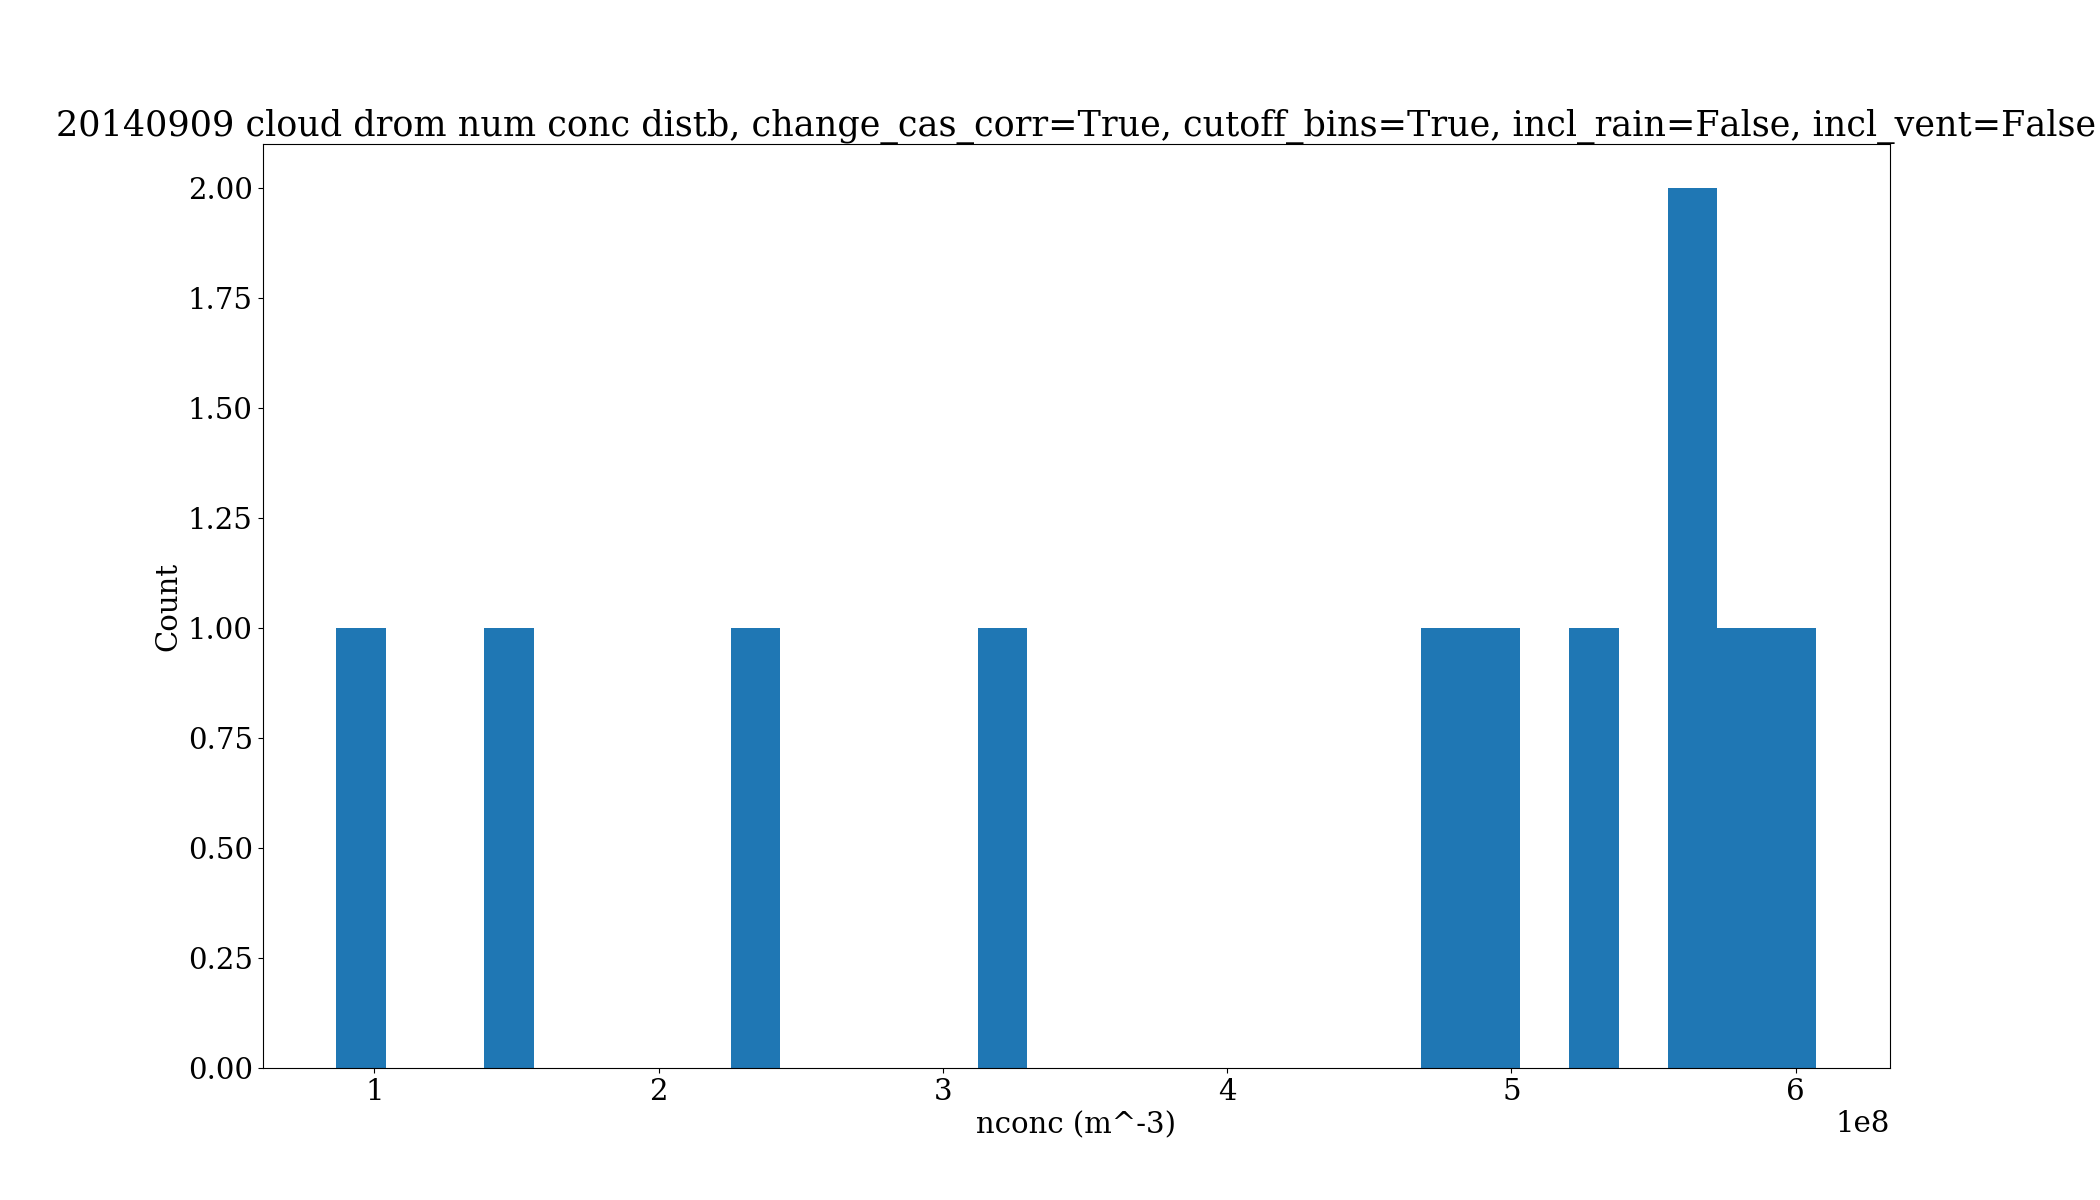 20140909 cloud drom num conc distb, change_cas_corr=True, cutoff_bins=True, incl_rain=False, incl_vent=False
2.00
1.75
1.50
1.25
1.00
0.75
0.50
0.25
0.00
Count
1 2 3 4 5 6
1e8
nconc (m^-3)